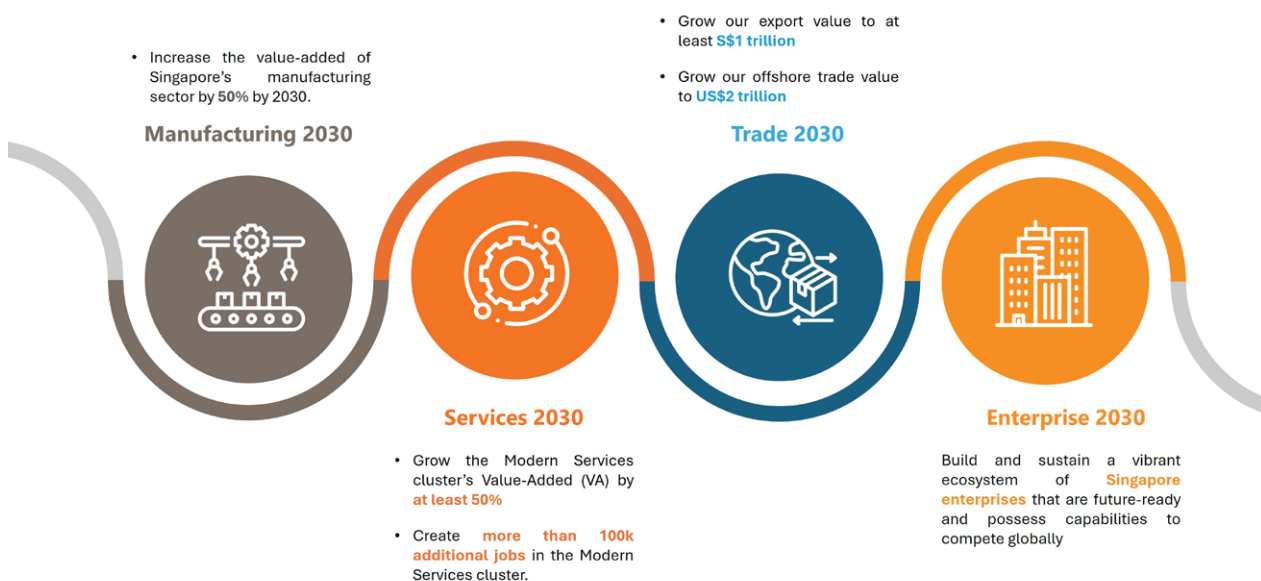 • Increase the value-added of
Singapore's manufacturing
sector by 50% by 2030.
Manufacturing 2030
Services 2030
• Grow the Modern Services
cluster's Value-Added (VA) by
at least 50%
• Create more than 100k
additional jobs in the Modern
Services cluster.
• Grow our export value to at
least S$1 trillion
• Grow our offshore trade value
to US$2 trillion
Trade 2030
Enterprise 2030
Build and sustain a vibrant
ecosystem of Singapore
enterprises that are future-ready
and possess capabilities to
compete globally